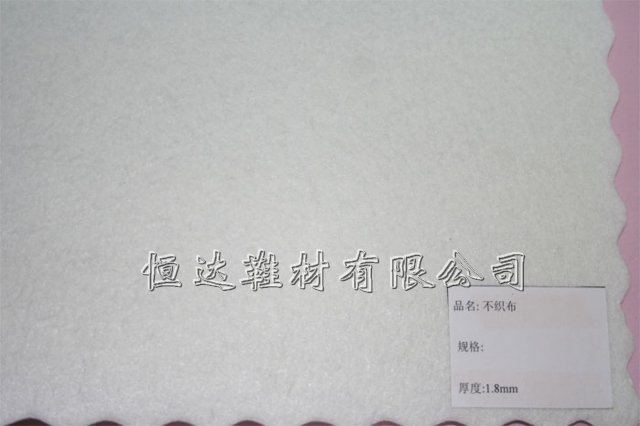 恒达鞋材有限公司
品名: 不织布
规格:
厚度:1.8mm